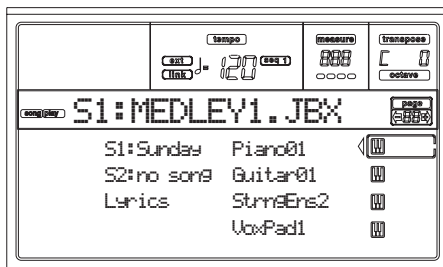 tempo measure transpose
ext link ♩= 120 seq 1 888 C 0
octave
song play S1:MEDLEY1.JBX page
S1:Sunday Piano01
S2:no song Guitar01
Lyrics StrngEns2
VoxPad1